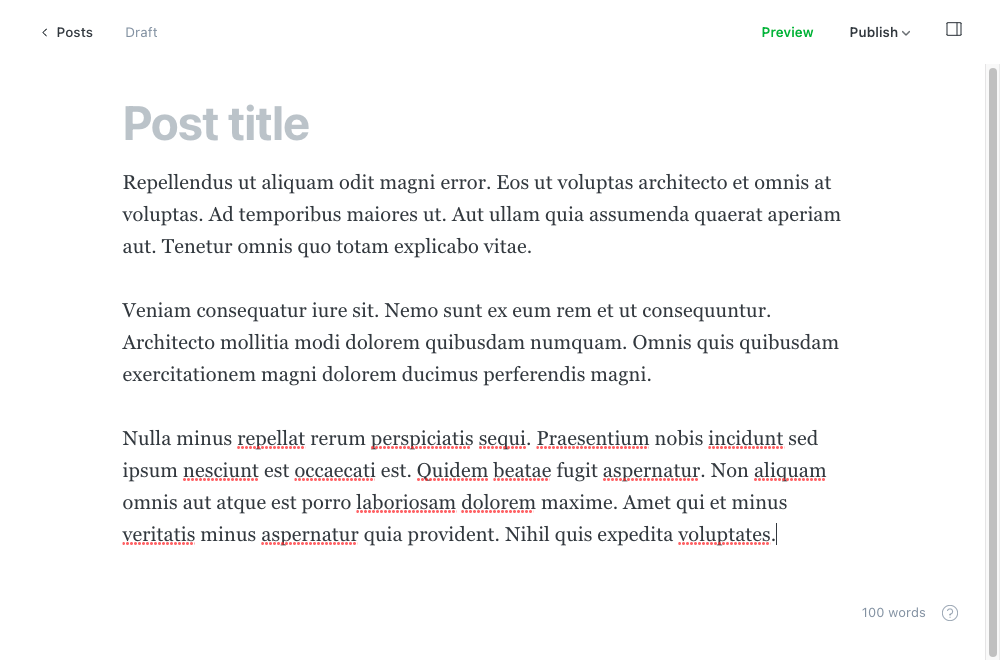 Posts
Draft
Preview
Publish
Post title
Repellendus ut aliquam odit magni error. Eos ut voluptas architecto et omnis at
voluptas. Ad temporibus maiores ut. Aut ullam quia assumenda quaerat aperiam
aut. Tenetur omnis quo totam explicabo vitae.
Veniam consequatur iure sit. Nemo sunt ex eum rem et ut consequuntur.
Architecto mollitia modi dolorem quibusdam numquam. Omnis quis quibusdam
exercitationem magni dolorem ducimus perferendis magni.
Nulla minus repellat rerum perspiciatis sequi. Praesentium nobis incidunt sed
ipsum nesciunt est occaecati est. Quidem beatae fugit aspernatur. Non aliquam
omnis aut atque est porro laboriosam dolorem maxime. Amet qui et minus
veritatis minus aspernatur quia provident. Nihil quis expedita voluptates.
100 words
?